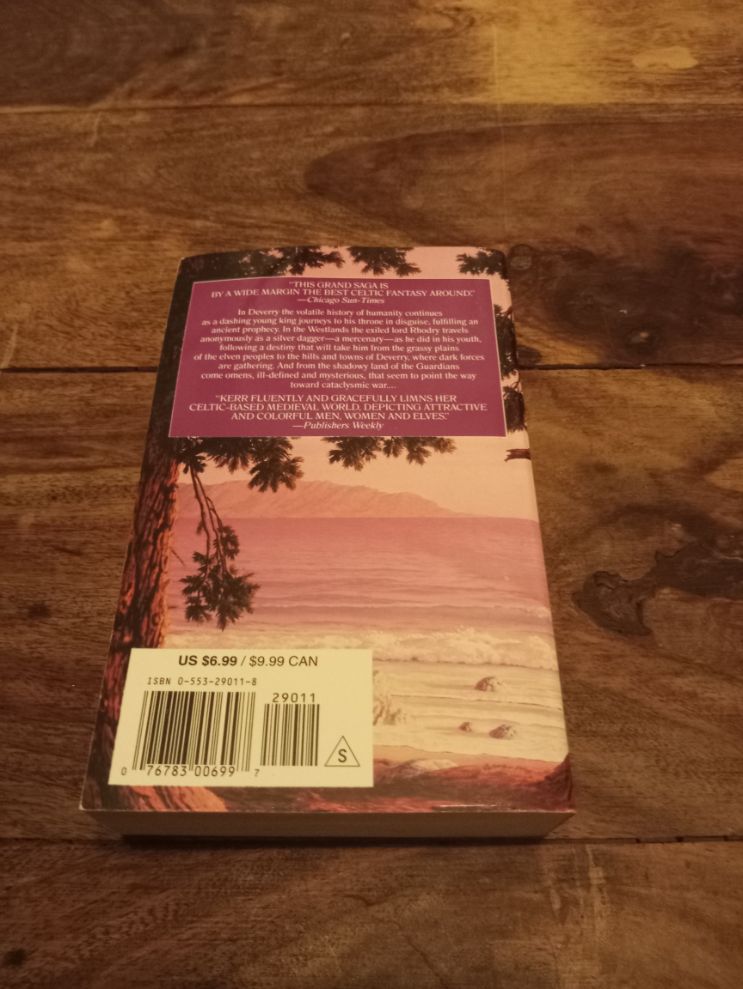 "THIS GRAND SAGA IS
BY A WIDE MARGIN THE BEST CELTIC FANTASY AROUND."
—Chicago Sun-Times
In Deverry the volatile history of humanity continues
as a dashing young king journeys to his throne in disguise, fulfilling an
ancient prophecy. In the Westlands the exiled lord Rhodry travels
anonymously as a silver dagger—a mercenary—as he did in his youth,
following a destiny that will take him from the grassy plains
of the elven peoples to the hills and towns of Deverry, where dark forces
are gathering. And from the shadowy land of the Guardians
come omens, ill-defined and mysterious, that seem to point the way
toward cataclysmic war....
"KERR FLUENTLY AND GRACEFULLY LIMNS HER
CELTIC-BASED MEDIEVAL WORLD, DEPICTING ATTRACTIVE
AND COLORFUL MEN, WOMEN AND ELVES."
—Publishers Weekly
US $6.99 / $9.99 CAN
ISBN 0-553-29011-8
29011
0 76783 00699 7
S